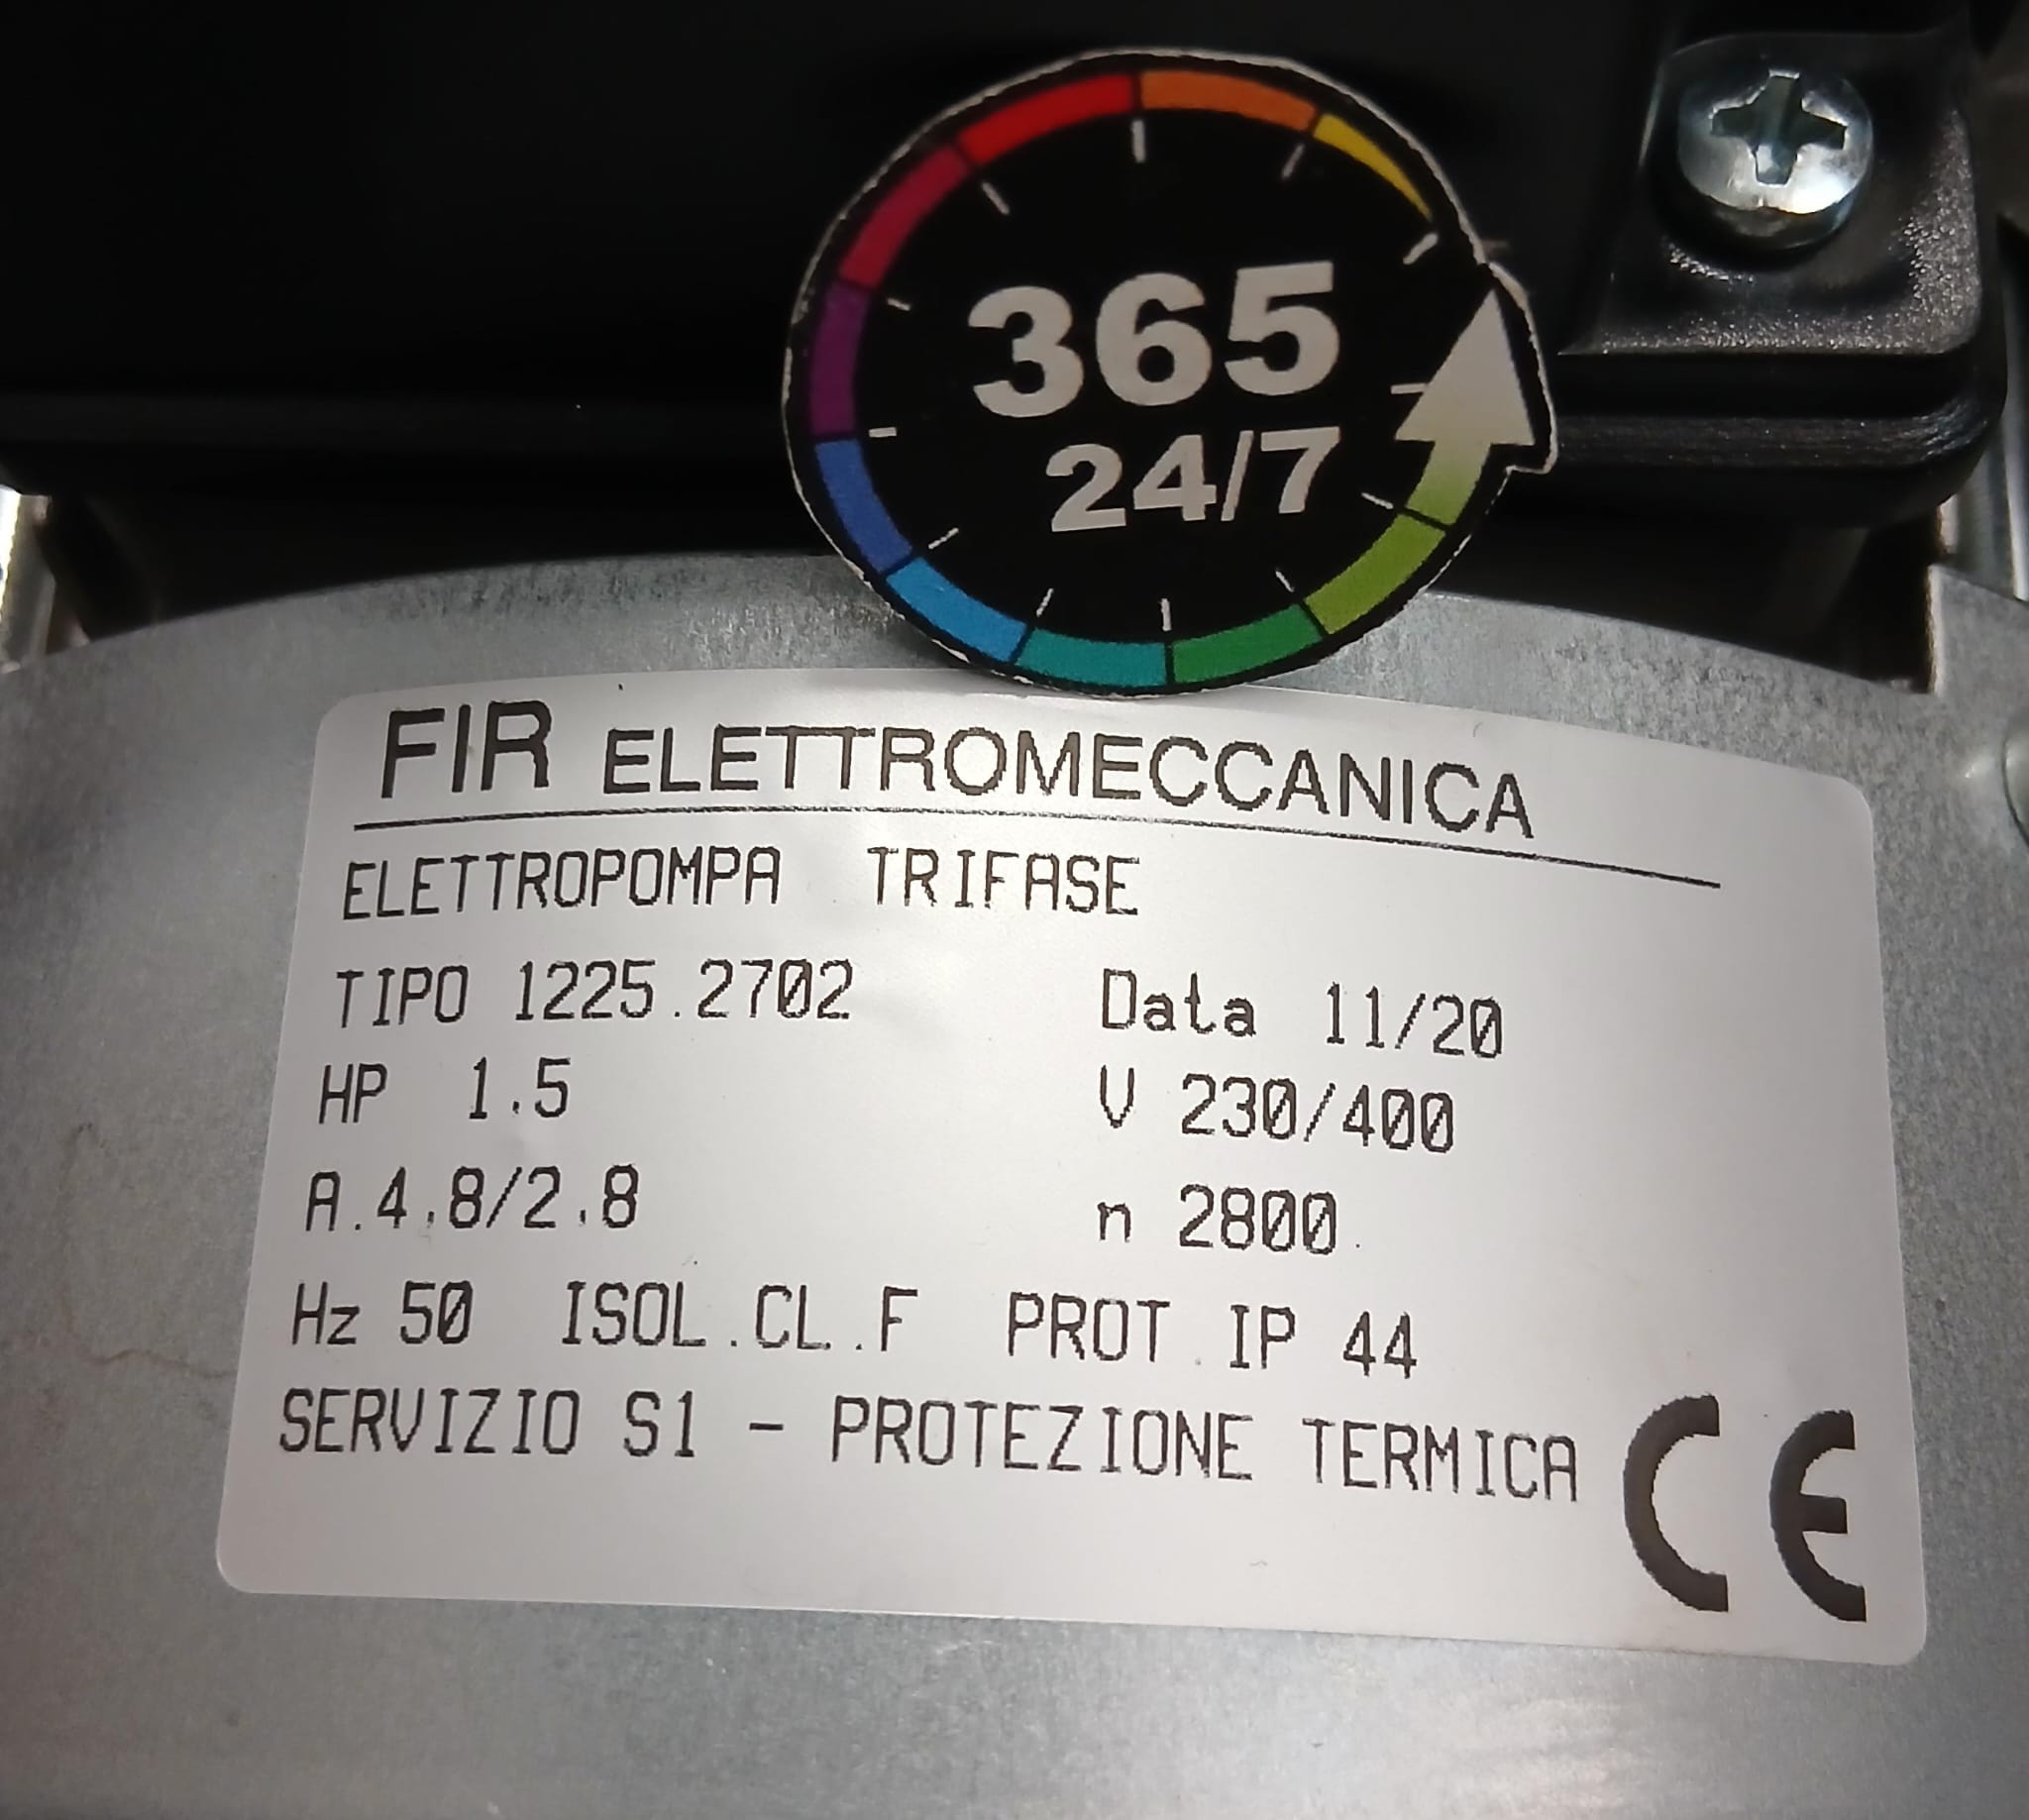 365
24/7
FIR ELETTROMECCANICA
ELETTROPOMPA TRIFASE
TIPO 1225.2702 Data 11/20
HP 1.5 V 230/400
A.4.8/2.8 n 2800
Hz 50 ISOL.CL.F PROT.IP 44
SERVIZIO S1 - PROTEZIONE TERMICA CE